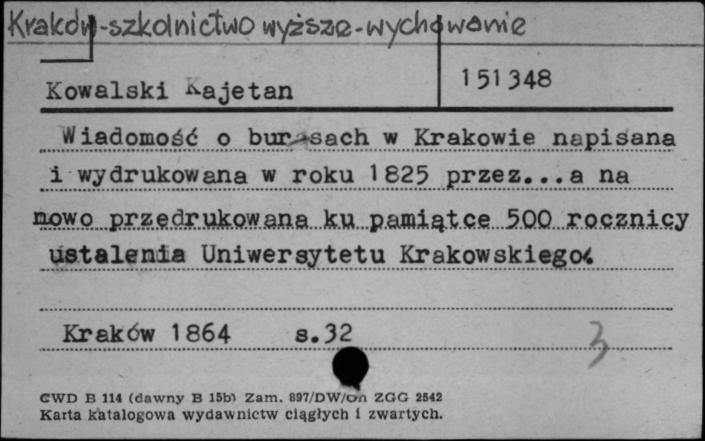 Kraków-szkolnictwo wyższe-wychowanie
Kowalski Kajetan 151348
Wiadomość o bursach w Krakowie napisana
i wydrukowana w roku 1825 przez...a na
nowo przedrukowana ku pamiątce 500 rocznicy
ustalenia Uniwersytetu Krakowskiego.
Kraków 1864 s.32
3
CWD B 114 (dawny B 15b) Zam. 897/DW/Dn ZGG 2542
Karta katalogowa wydawnictw ciągłych i zwartych.